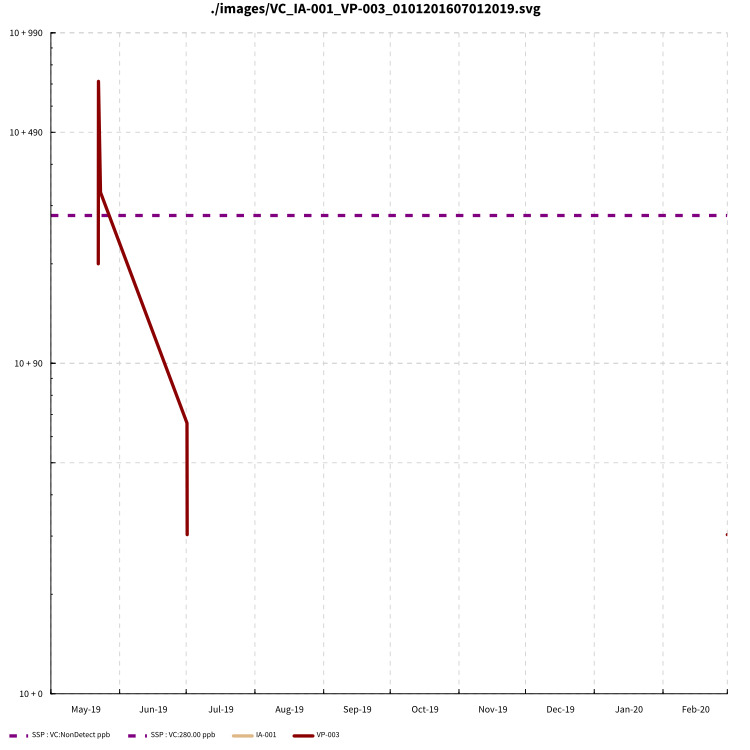 ./images/VC_IA-001_VP-003_0101201607012019.svg
10 + 990
10 + 490
10 + 90
10 + 0
May-19 Jun-19 Jul-19 Aug-19 Sep-19 Oct-19 Nov-19 Dec-19 Jan-20 Feb-20
SSP : VC:NonDetect ppb SSP : VC:280.00 ppb IA-001 VP-003